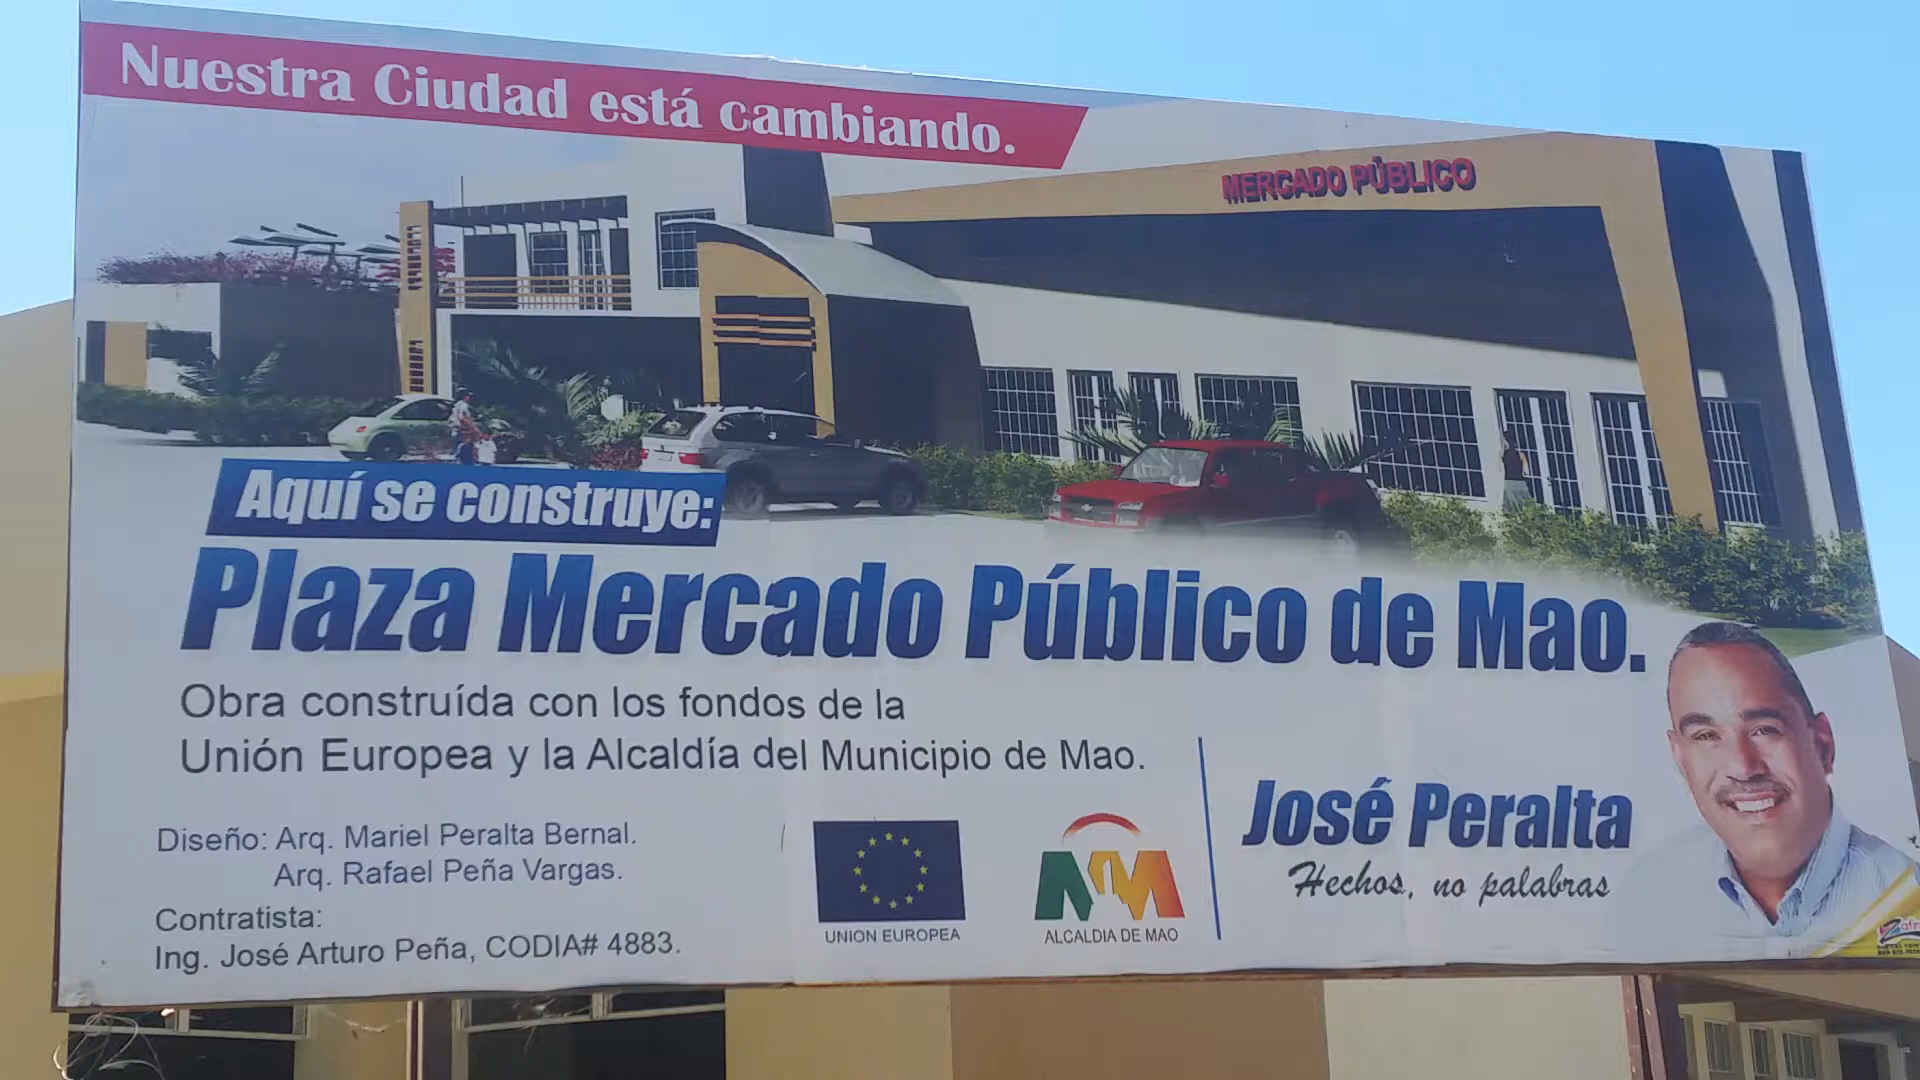 Nuestra Ciudad está cambiando.
MERCADO PÚBLICO
Aquí se construye:
Plaza Mercado Público de Mao.
Obra construída con los fondos de la
Unión Europea y la Alcaldía del Municipio de Mao.
Diseño: Arq. Mariel Peralta Bernal.
Arq. Rafael Peña Vargas.
Contratista:
Ing. José Arturo Peña, CODIA# 4883.
UNION EUROPEA
ALCALDIA DE MAO
José Peralta
Hechos, no palabras